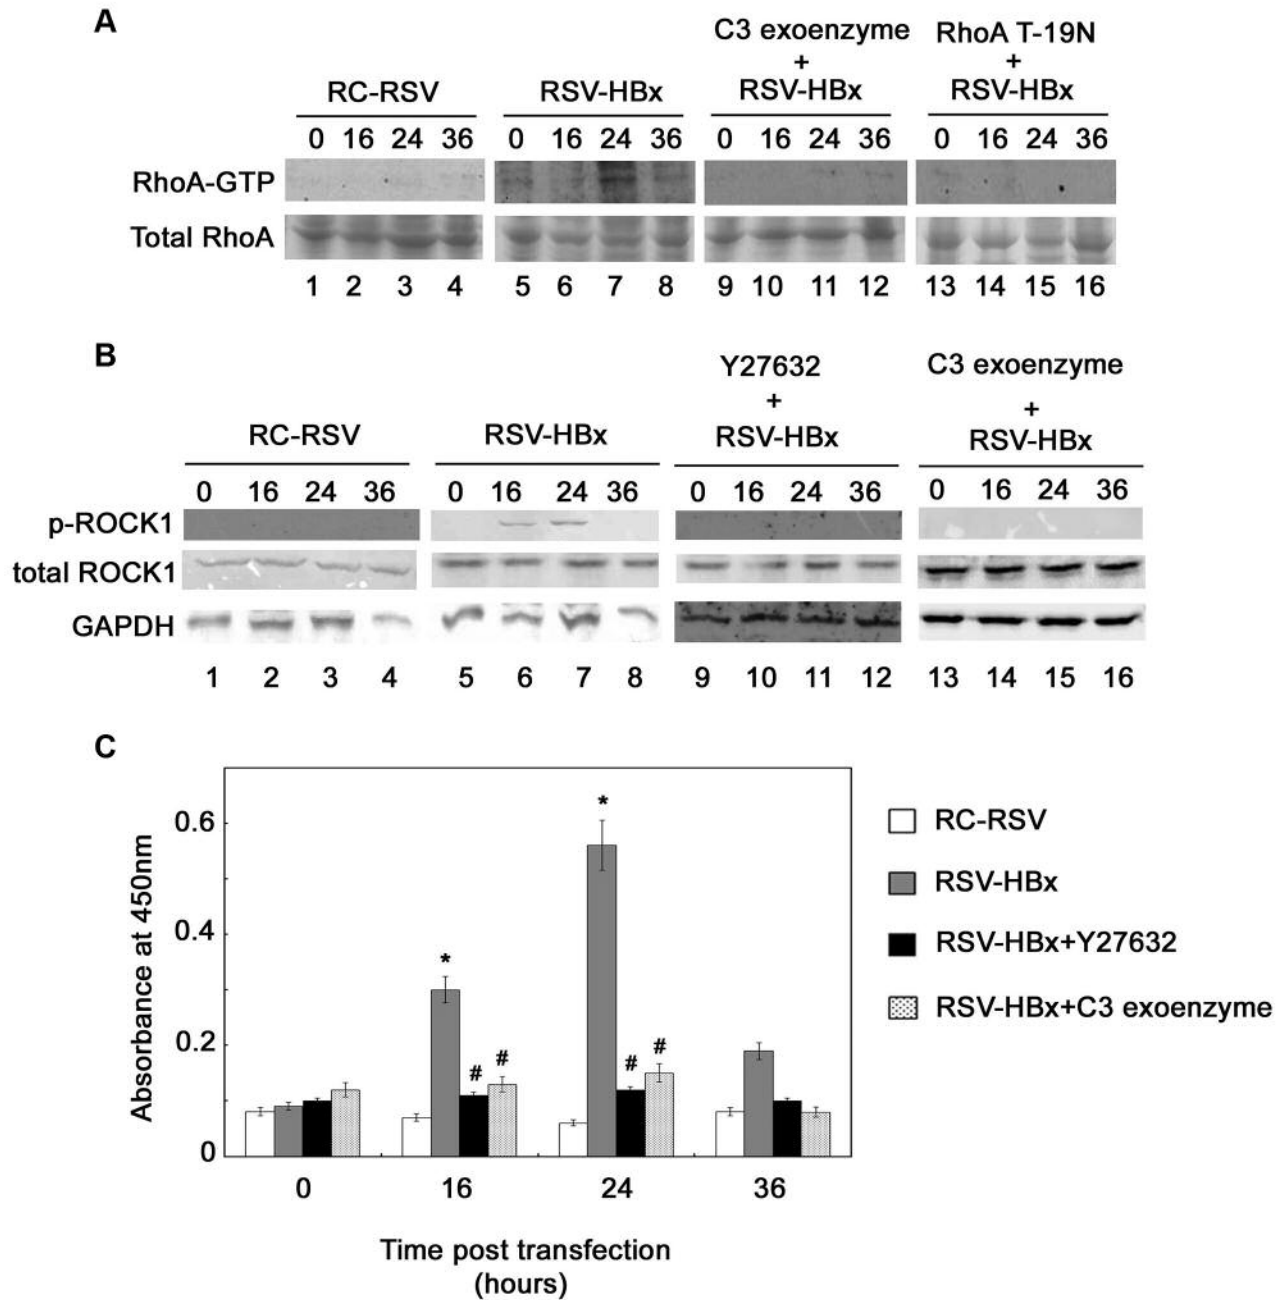 A
RC-RSV
RSV-HBx
C3 exoenzyme
+
RSV-HBx
RhoA T-19N
+
RSV-HBx
0 16 24 36 0 16 24 36 0 16 24 36 0 16 24 36
RhoA-GTP
Total RhoA
1 2 3 4 5 6 7 8 9 10 11 12 13 14 15 16
B
RC-RSV
RSV-HBx
Y27632
+
RSV-HBx
C3 exoenzyme
+
RSV-HBx
0 16 24 36 0 16 24 36 0 16 24 36 0 16 24 36
p-ROCK1
total ROCK1
GAPDH
1 2 3 4 5 6 7 8 9 10 11 12 13 14 15 16
C
Absorbance at 450nm
0.6
0.4
0.2
0
*
# #
*
# #
0 16 24 36
Time post transfection
(hours)
RC-RSV
RSV-HBx
RSV-HBx+Y27632
RSV-HBx+C3 exoenzyme